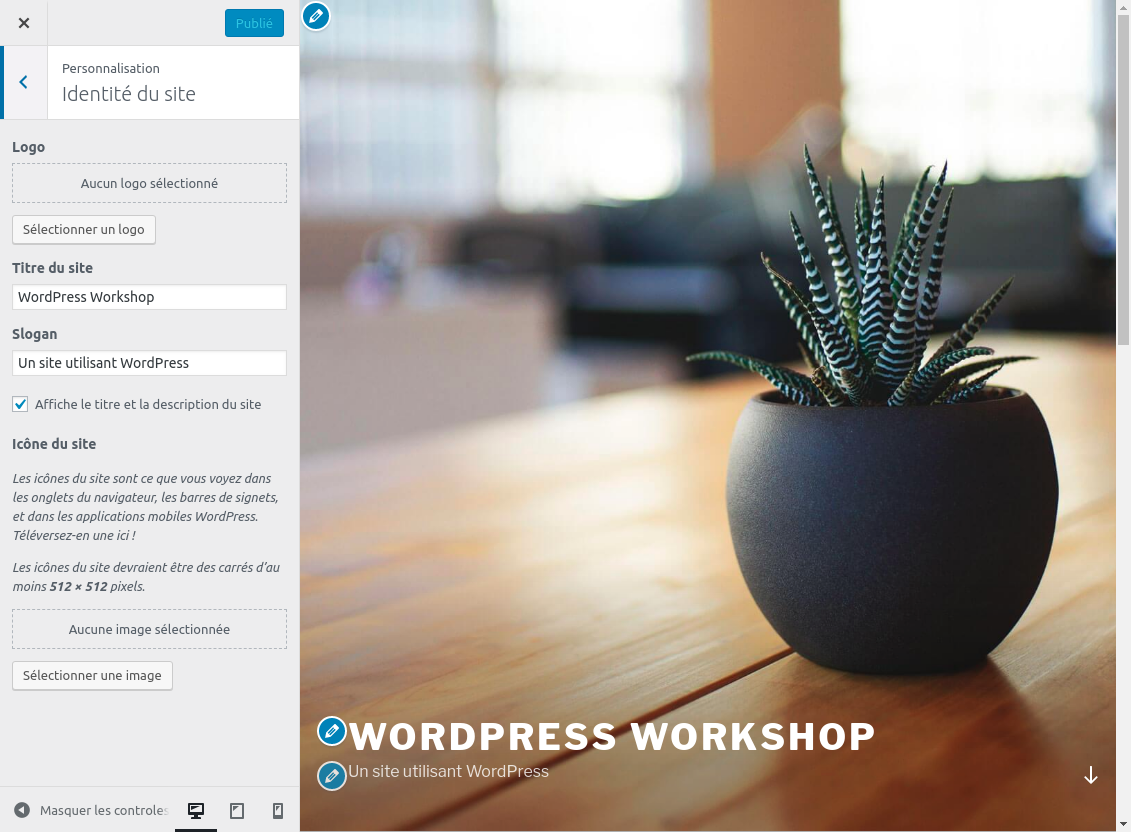 Publié
Personnalisation
Identité du site
Logo
Aucun logo sélectionné
Sélectionner un logo
Titre du site
WordPress Workshop
Slogan
Un site utilisant WordPress
Affiche le titre et la description du site
Icône du site
Les icônes du site sont ce que vous voyez dans
les onglets du navigateur, les barres de signets,
et dans les applications mobiles WordPress.
Téléversez-en une ici !
Les icônes du site devraient être des carrés d’au
moins 512 × 512 pixels.
Aucune image sélectionnée
Sélectionner une image
Masquer les controles
WORDPRESS WORKSHOP
Un site utilisant WordPress